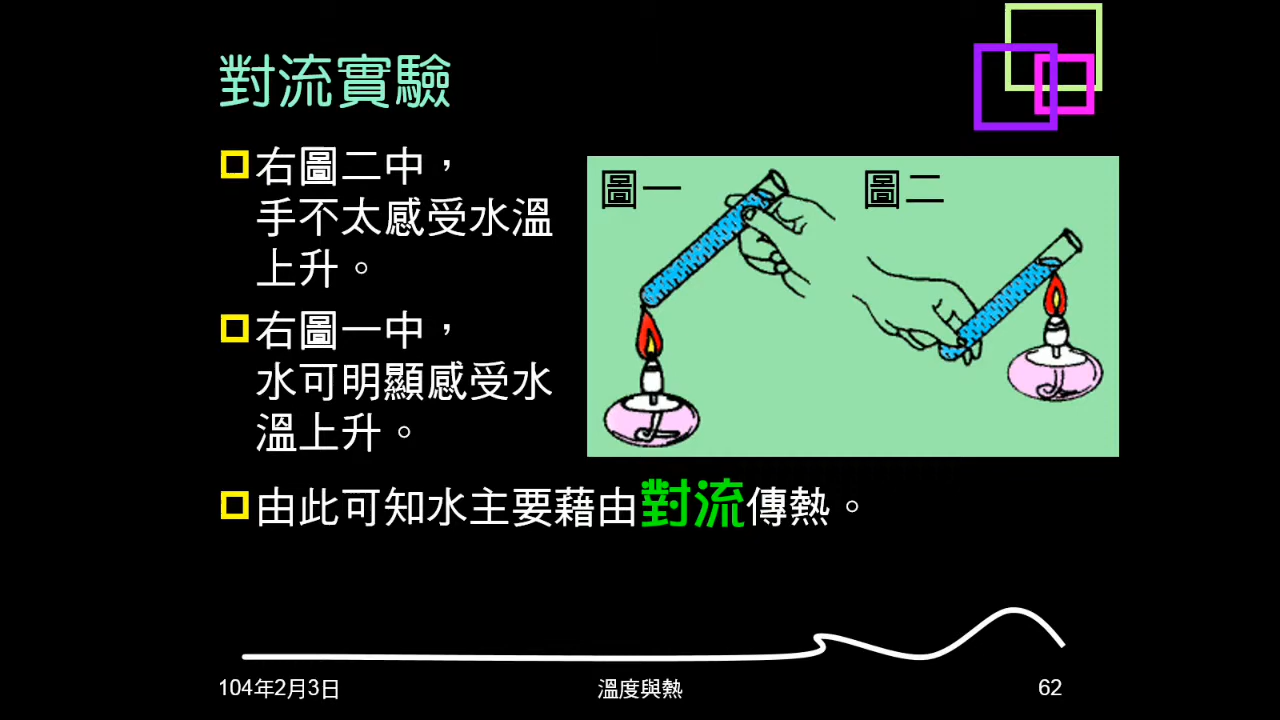 對流實驗
右圖二中，
手不太感受水溫
上升。
右圖一中，
水可明顯感受水
溫上升。
由此可知水主要藉由對流傳熱。
圖一
圖二
104年2月3日
溫度與熱
62